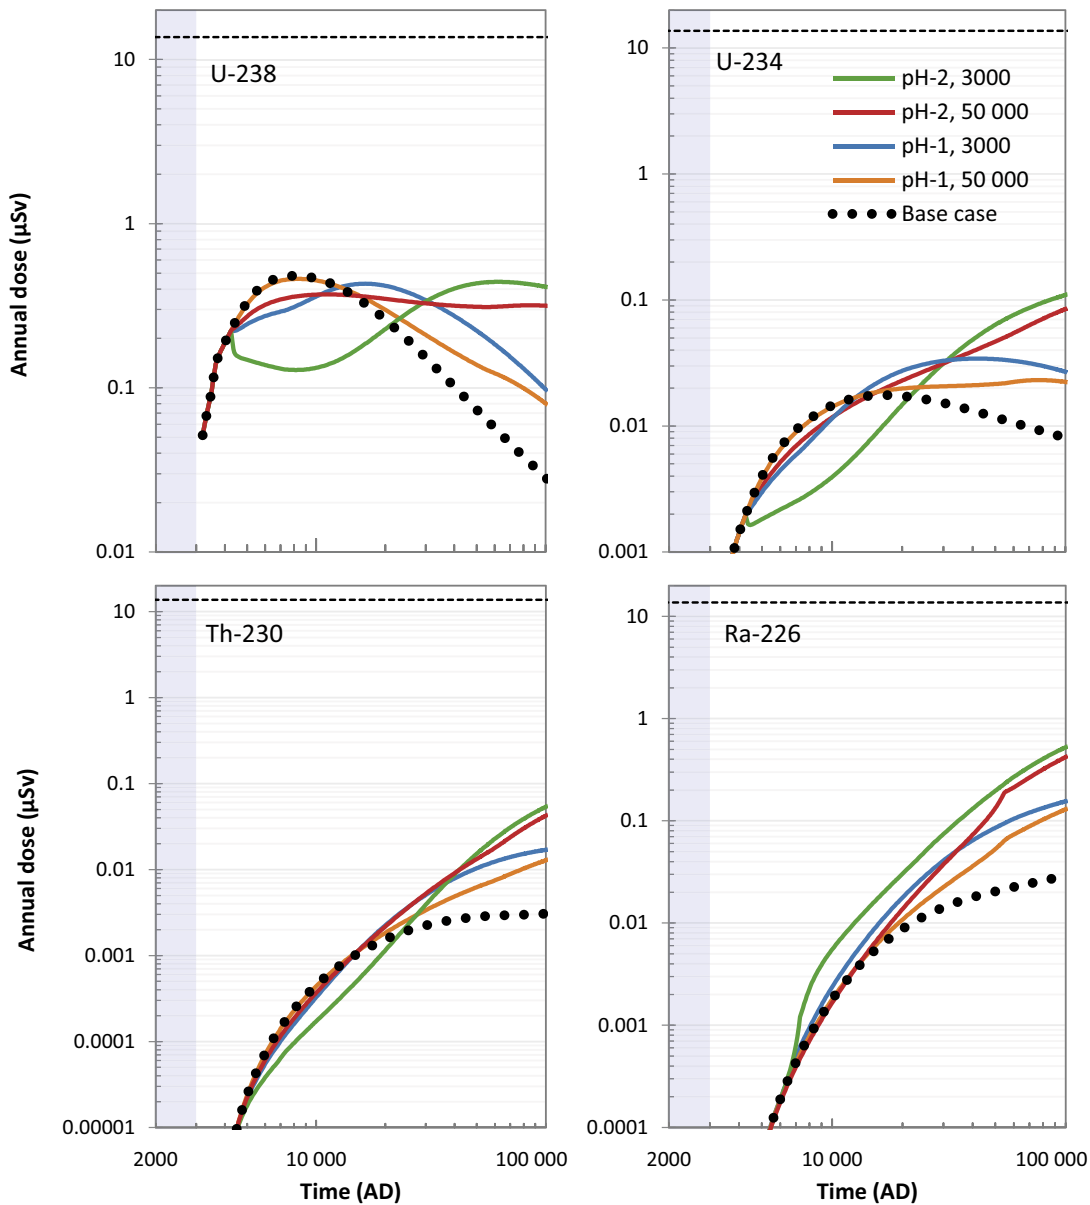 10
1
0.1
0.01
Annual dose (µSv)
U-238
10
1
0.1
0.01
0.001
U-234
pH-2, 3000
pH-2, 50 000
pH-1, 3000
pH-1, 50 000
Base case
10
1
0.1
0.01
0.001
0.0001
0.00001
Annual dose (µSv)
Th-230
2000
10 000
100 000
Time (AD)
10
1
0.1
0.01
0.001
0.0001
Ra-226
2000
10 000
100 000
Time (AD)